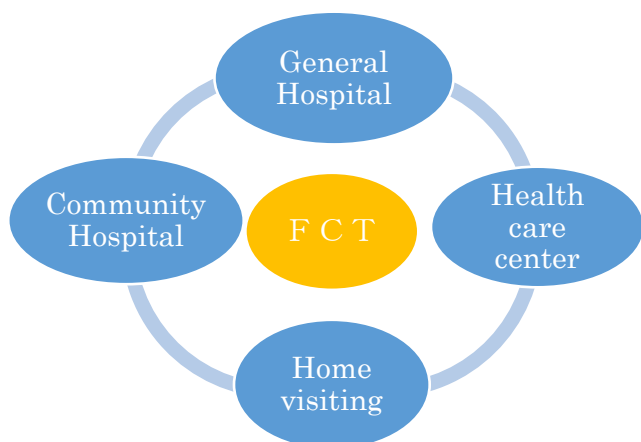 General
Hospital
Community
Hospital
F C T
Health
care
center
Home
visiting